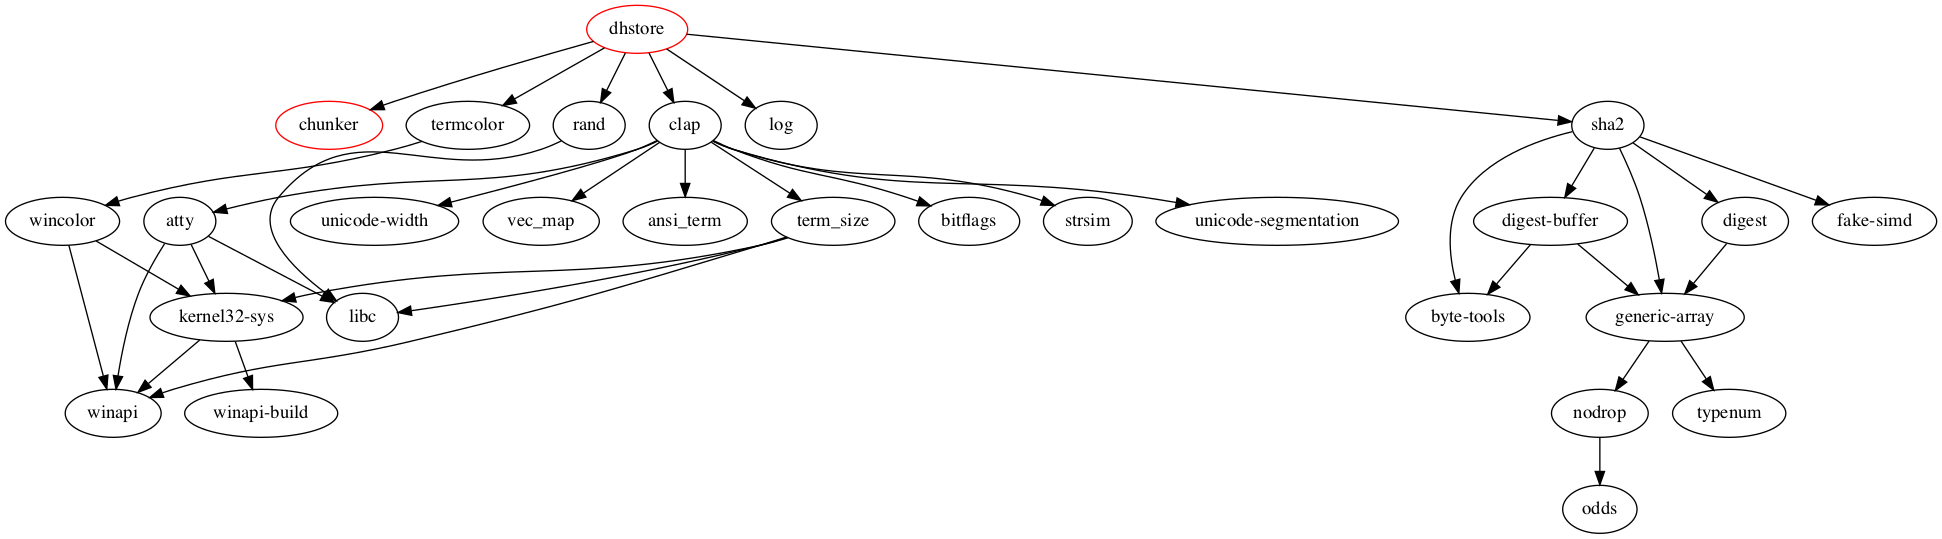 dhstore
chunker
termcolor
rand
clap
log
sha2
wincolor
atty
unicode-width
vec_map
ansi_term
term_size
bitflags
strsim
unicode-segmentation
digest-buffer
digest
fake-simd
kernel32-sys
libc
byte-tools
generic-array
winapi
winapi-build
nodrop
typenum
odds